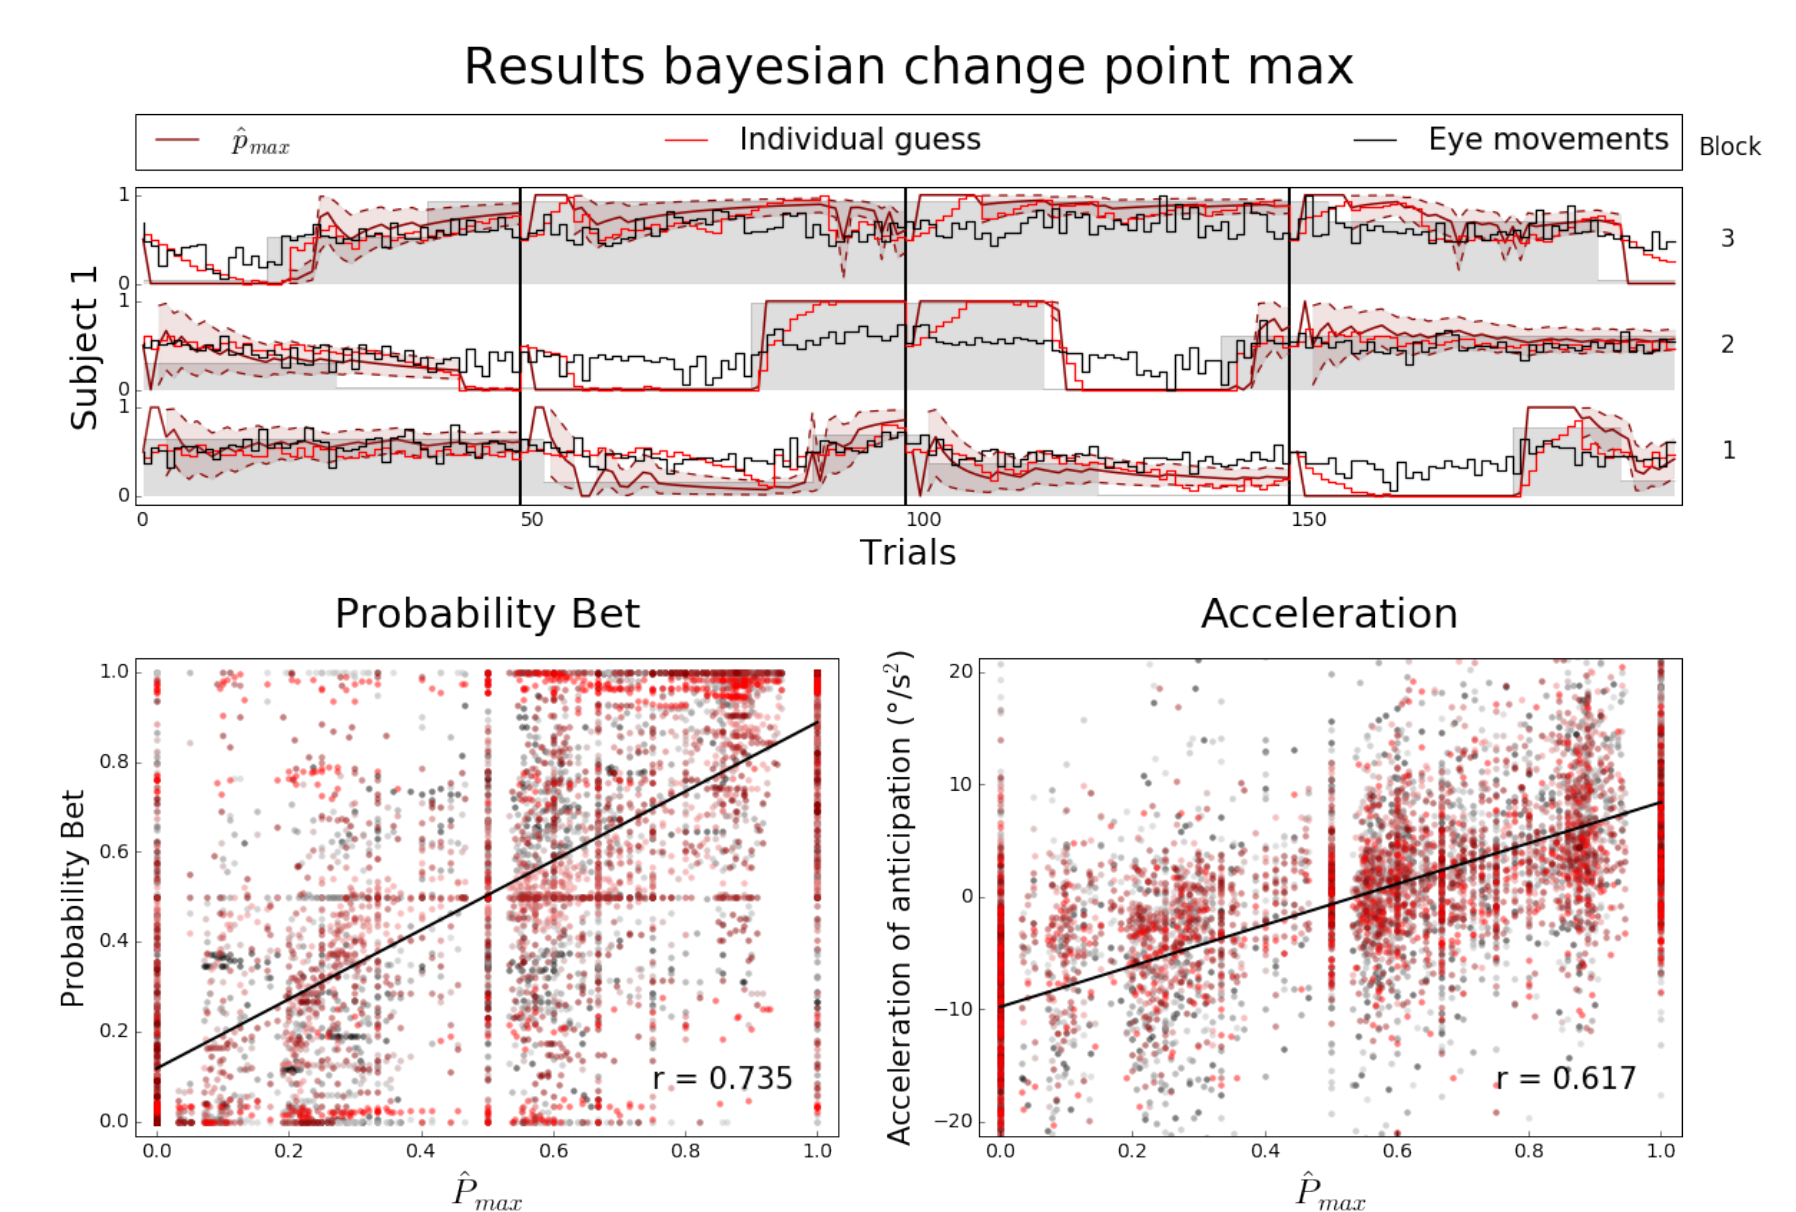 Results bayesian change point max
p̂max Individual guess Eye movements Block
1
0
3
1
0
2
1
0
1
Subject 1
0 50 100 150
Trials
Probability Bet
1.0
0.8
0.6
0.4
0.2
0.0
Probability Bet
r = 0.735
0.0 0.2 0.4 0.6 0.8 1.0
P̂max
Acceleration
20
10
0
−10
−20
Acceleration of anticipation (°/s²)
r = 0.617
0.0 0.2 0.4 0.6 0.8 1.0
P̂max